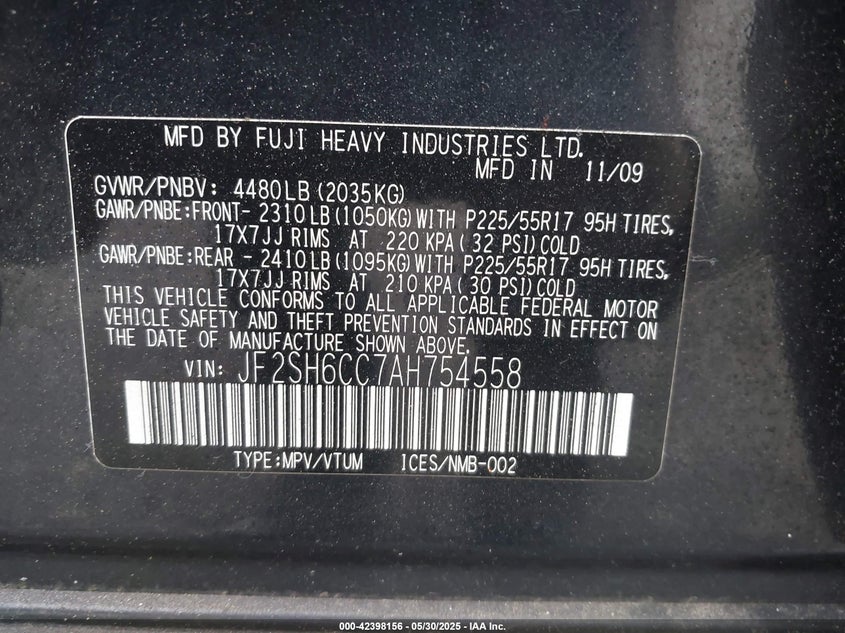 MFD BY FUJI HEAVY INDUSTRIES LTD.
MFD IN 11/09
GVWR/PNBV: 4480LB(2035KG)
GAWR/PNBE:FRONT- 2310LB(1050KG)WITH P225/55R17 95H TIRES,
17X7JJ RIMS AT 220 KPA( 32 PSI)COLD
GAWR/PNBE:REAR - 2410LB(1095KG)WITH P225/55R17 95H TIRES,
17X7JJ RIMS AT 210 KPA( 30 PSI)COLD
THIS VEHICLE CONFORMS TO ALL APPLICABLE FEDERAL MOTOR
VEHICLE SAFETY AND THEFT PREVENTION STANDARDS IN EFFECT ON
THE DATE OF MANUFACTURE SHOWN ABOVE.
VIN: JF2SH6CC7AH754558
TYPE:MPV/VTUM ICES/NMB-002
000-42398156 - 05/30/2025 - IAA Inc.